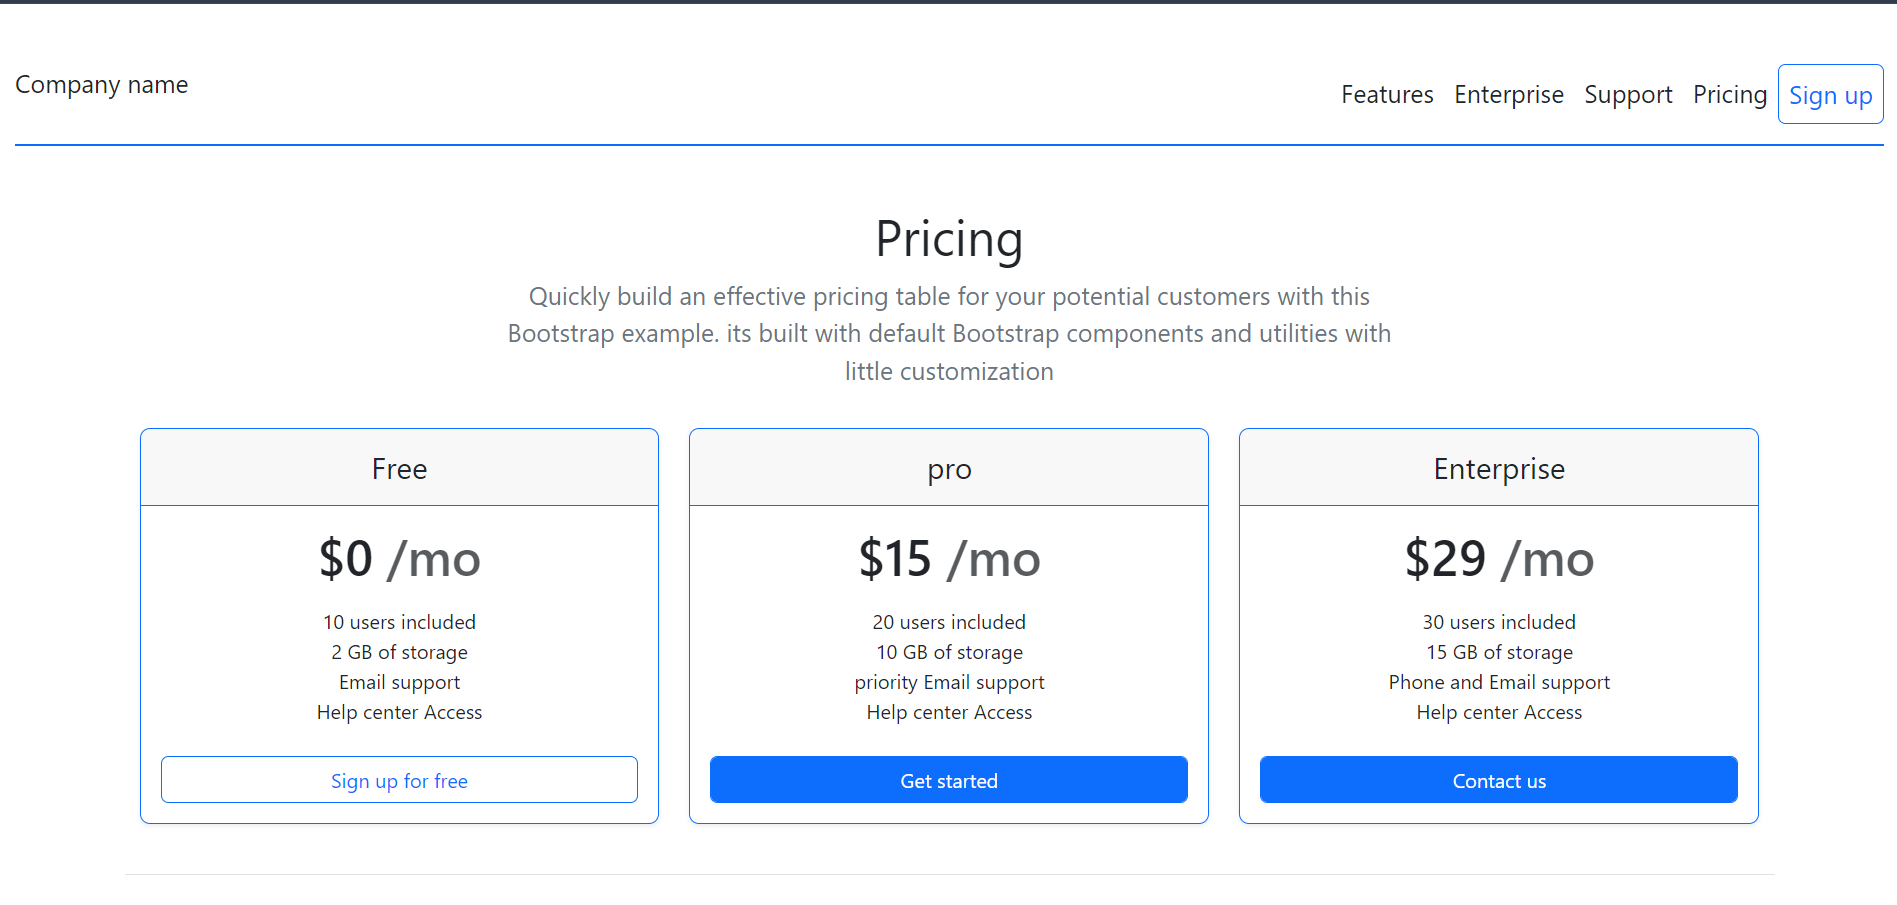 Company name
Features Enterprise Support Pricing Sign up
Pricing
Quickly build an effective pricing table for your potential customers with this
Bootstrap example. its built with default Bootstrap components and utilities with
little customization
Free
$0 /mo
10 users included
2 GB of storage
Email support
Help center Access
Sign up for free
pro
$15 /mo
20 users included
10 GB of storage
priority Email support
Help center Access
Get started
Enterprise
$29 /mo
30 users included
15 GB of storage
Phone and Email support
Help center Access
Contact us